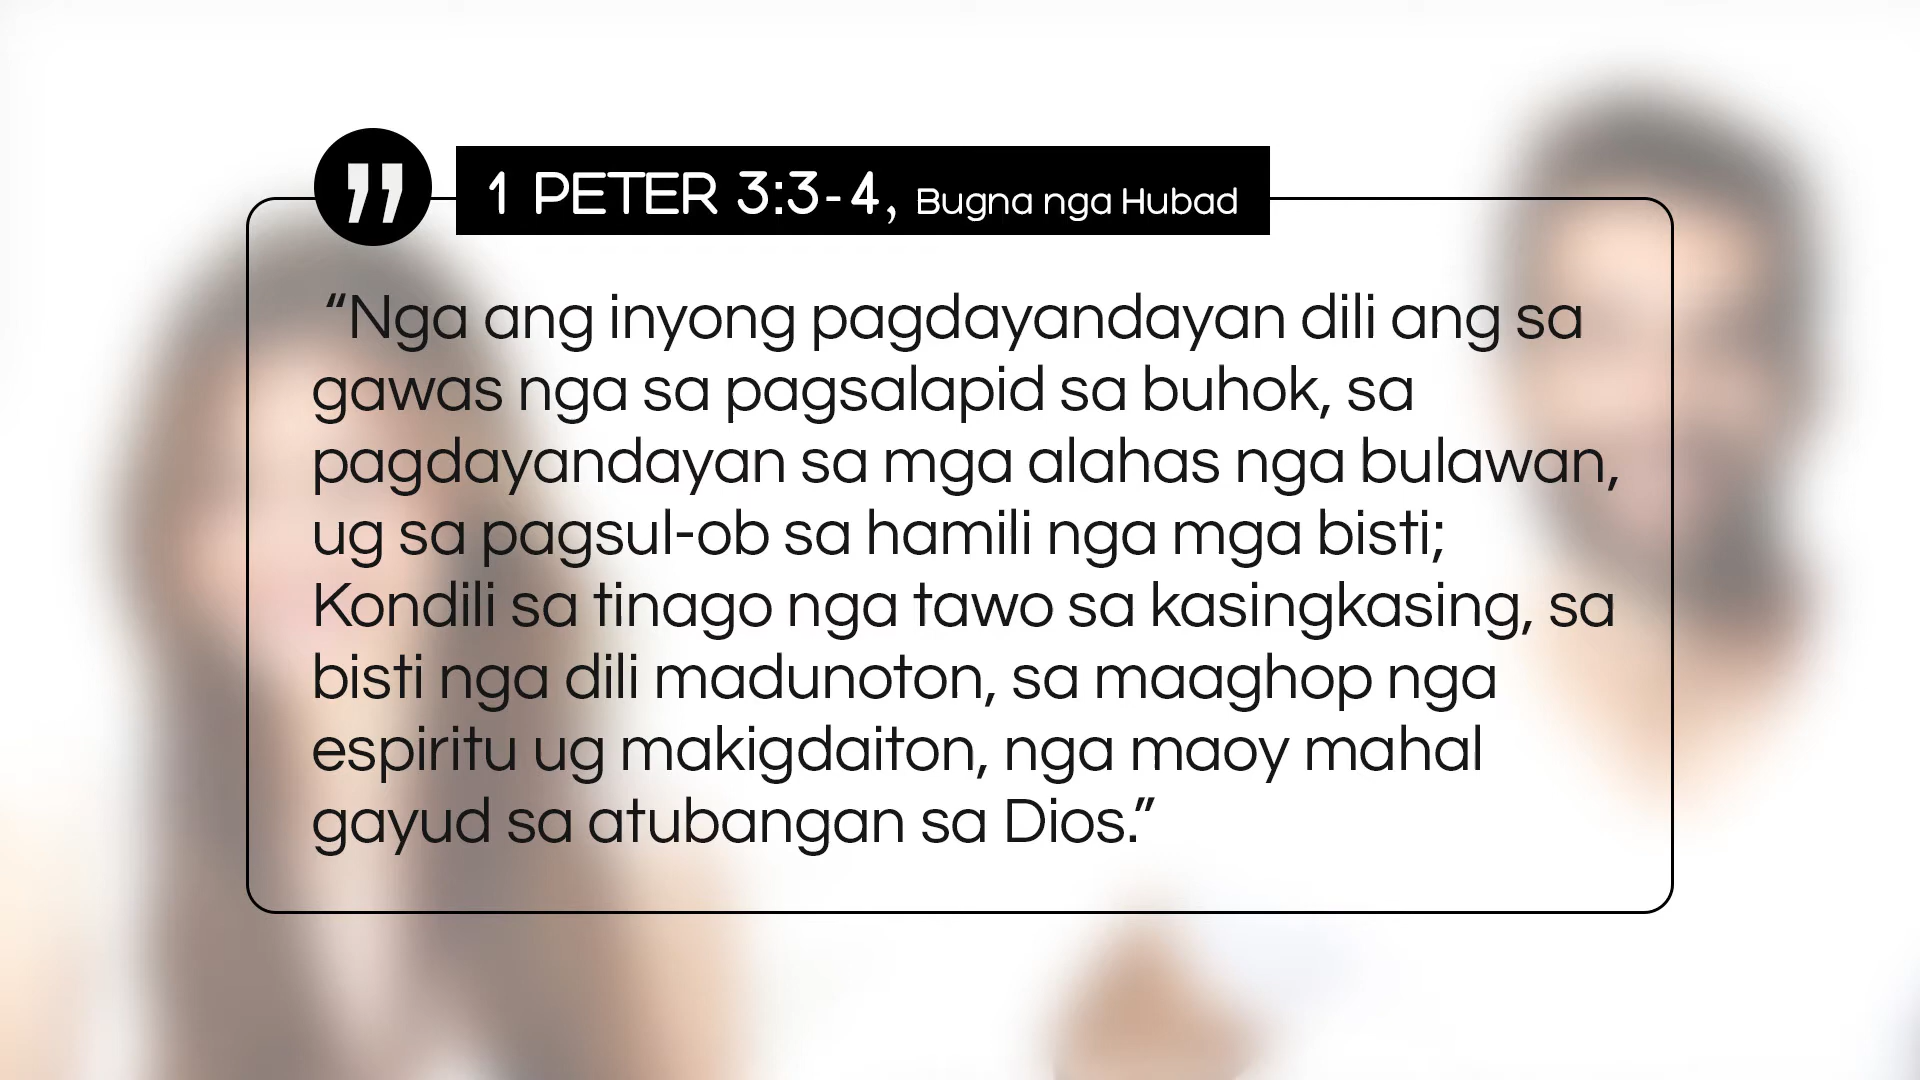 1 PETER 3:3-4, Bugna nga Hubad
“Nga ang inyong pagdayandayan dili ang sa
gawas nga sa pagsalapid sa buhok, sa
pagdayandayan sa mga alahas nga bulawan,
ug sa pagsul-ob sa hamili nga mga bisti;
Kondili sa tinago nga tawo sa kasingkasing, sa
bisti nga dili madunoton, sa maaghop nga
espiritu ug makigdaiton, nga maoy mahal
gayud sa atubangan sa Dios.”